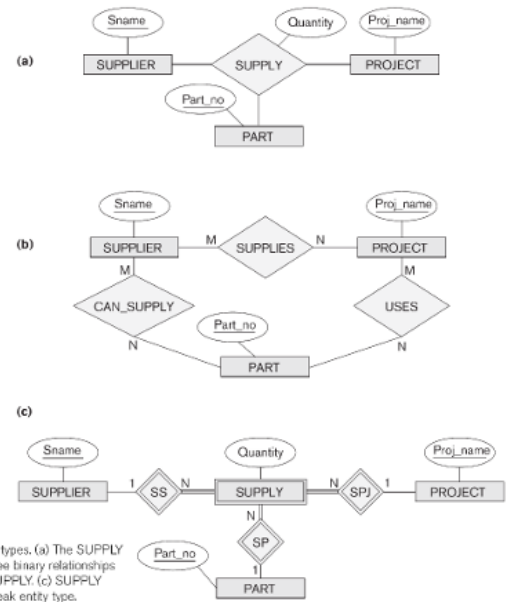 Sname
Quantity
Proj_name
(a)
SUPPLIER
SUPPLY
PROJECT
Part_no
PART
Sname
Proj_name
(b)
SUPPLIER
M
SUPPLIES
N
PROJECT
M
M
CAN_SUPPLY
Part_no
USES
N
N
PART
(c)
Sname
Quantity
Proj_name
SUPPLIER
1
SS
N
SUPPLY
N
SPJ
1
PROJECT
N
types. (a) The SUPPLY
SP
ee binary relationships
Part_no
UPPLY. (c) SUPPLY
1
eak entity type.
PART